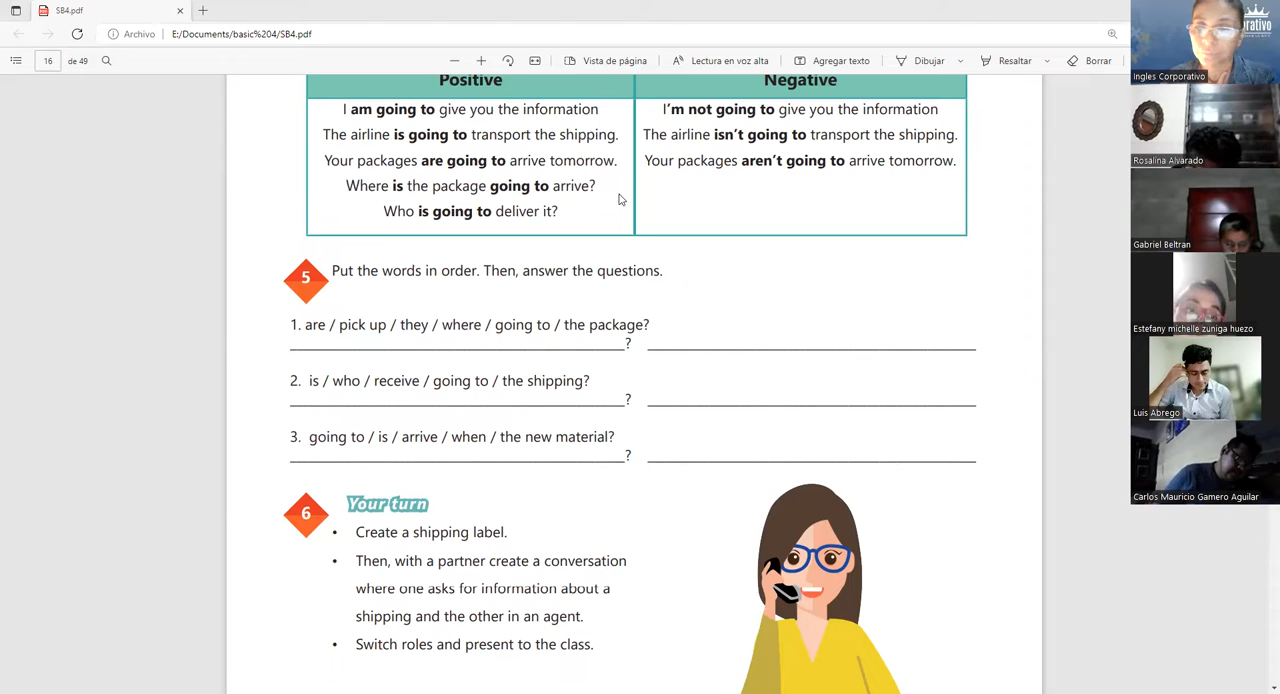 SB4.pdf
Archivo E:/Documents/basic%204/SB4.pdf
16 de 49 Vista de página Lectura en voz alta Agregar texto Dibujar Resaltar Borrar
Positive Negative
I am going to give you the information I'm not going to give you the information
The airline is going to transport the shipping. The airline isn't going to transport the shipping.
Your packages are going to arrive tomorrow. Your packages aren't going to arrive tomorrow.
Where is the package going to arrive?
Who is going to deliver it?
5 Put the words in order. Then, answer the questions.
1. are / pick up / they / where / going to / the package?
?
2. is / who / receive / going to / the shipping?
?
3. going to / is / arrive / when / the new material?
?
6 Your turn
• Create a shipping label.
• Then, with a partner create a conversation
where one asks for information about a
shipping and the other in an agent.
• Switch roles and present to the class.
Ingles Corporativo
Rosalina Alvarado
Gabriel Beltran
Estefany michelle zuniga huezo
Luis Abrego
Carlos Mauricio Gamero Aguilar